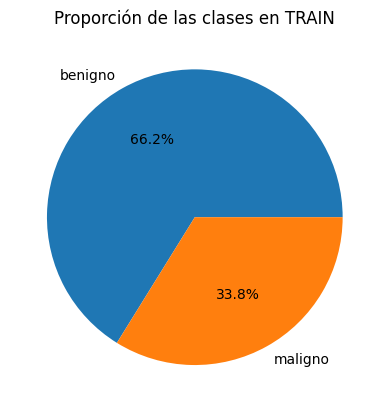 Proporción de las clases en TRAIN
benigno
66.2%
33.8%
maligno